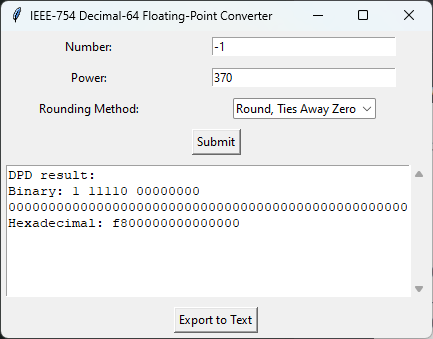 IEEE-754 Decimal-64 Floating-Point Converter
Number:
-1
Power:
370
Rounding Method:
Round, Ties Away Zero
Submit
DPD result:
Binary: 1 11110 00000000
00000000000000000000000000000000000000000000000000
Hexadecimal: f800000000000000
Export to Text